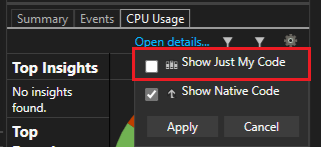 Summary Events CPU Usage
Open details...
Top Insights
No insights
found.
Top
Show Just My Code
Show Native Code
Apply Cancel